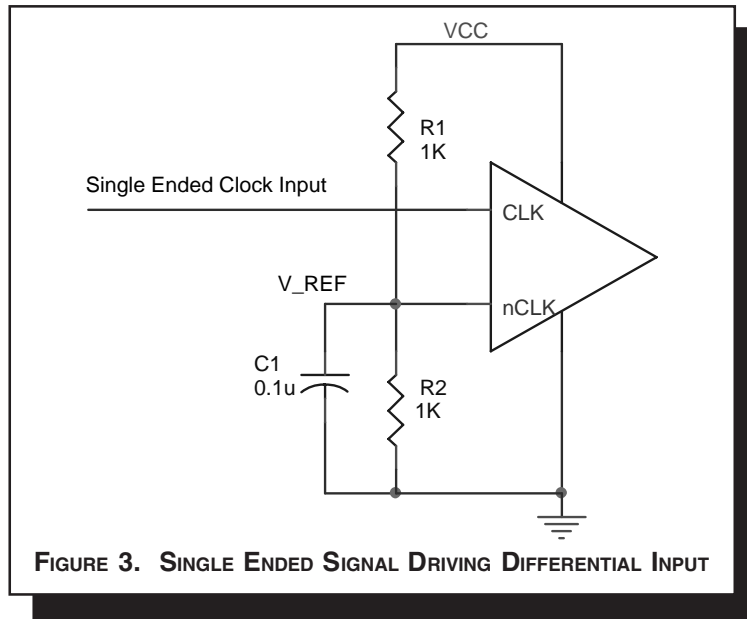 VCC
R1
1K
Single Ended Clock Input
CLK
V_REF
nCLK
C1
0.1u
R2
1K
FIGURE 3. SINGLE ENDED SIGNAL DRIVING DIFFERENTIAL INPUT